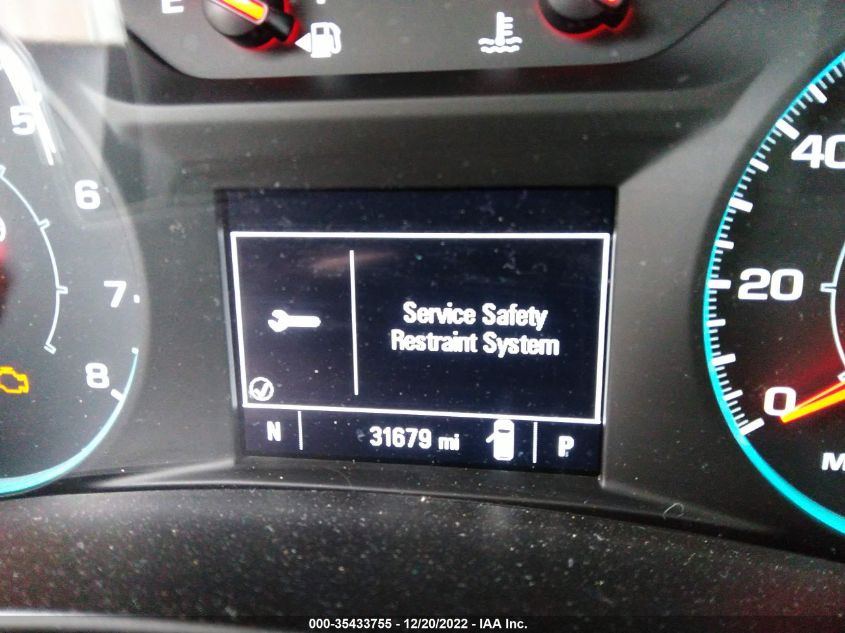 E
5
6
7
8
40
20
0
M
Service Safety
Restraint System
N 31679 mi P
000-35433755 - 12/20/2022 - IAA Inc.